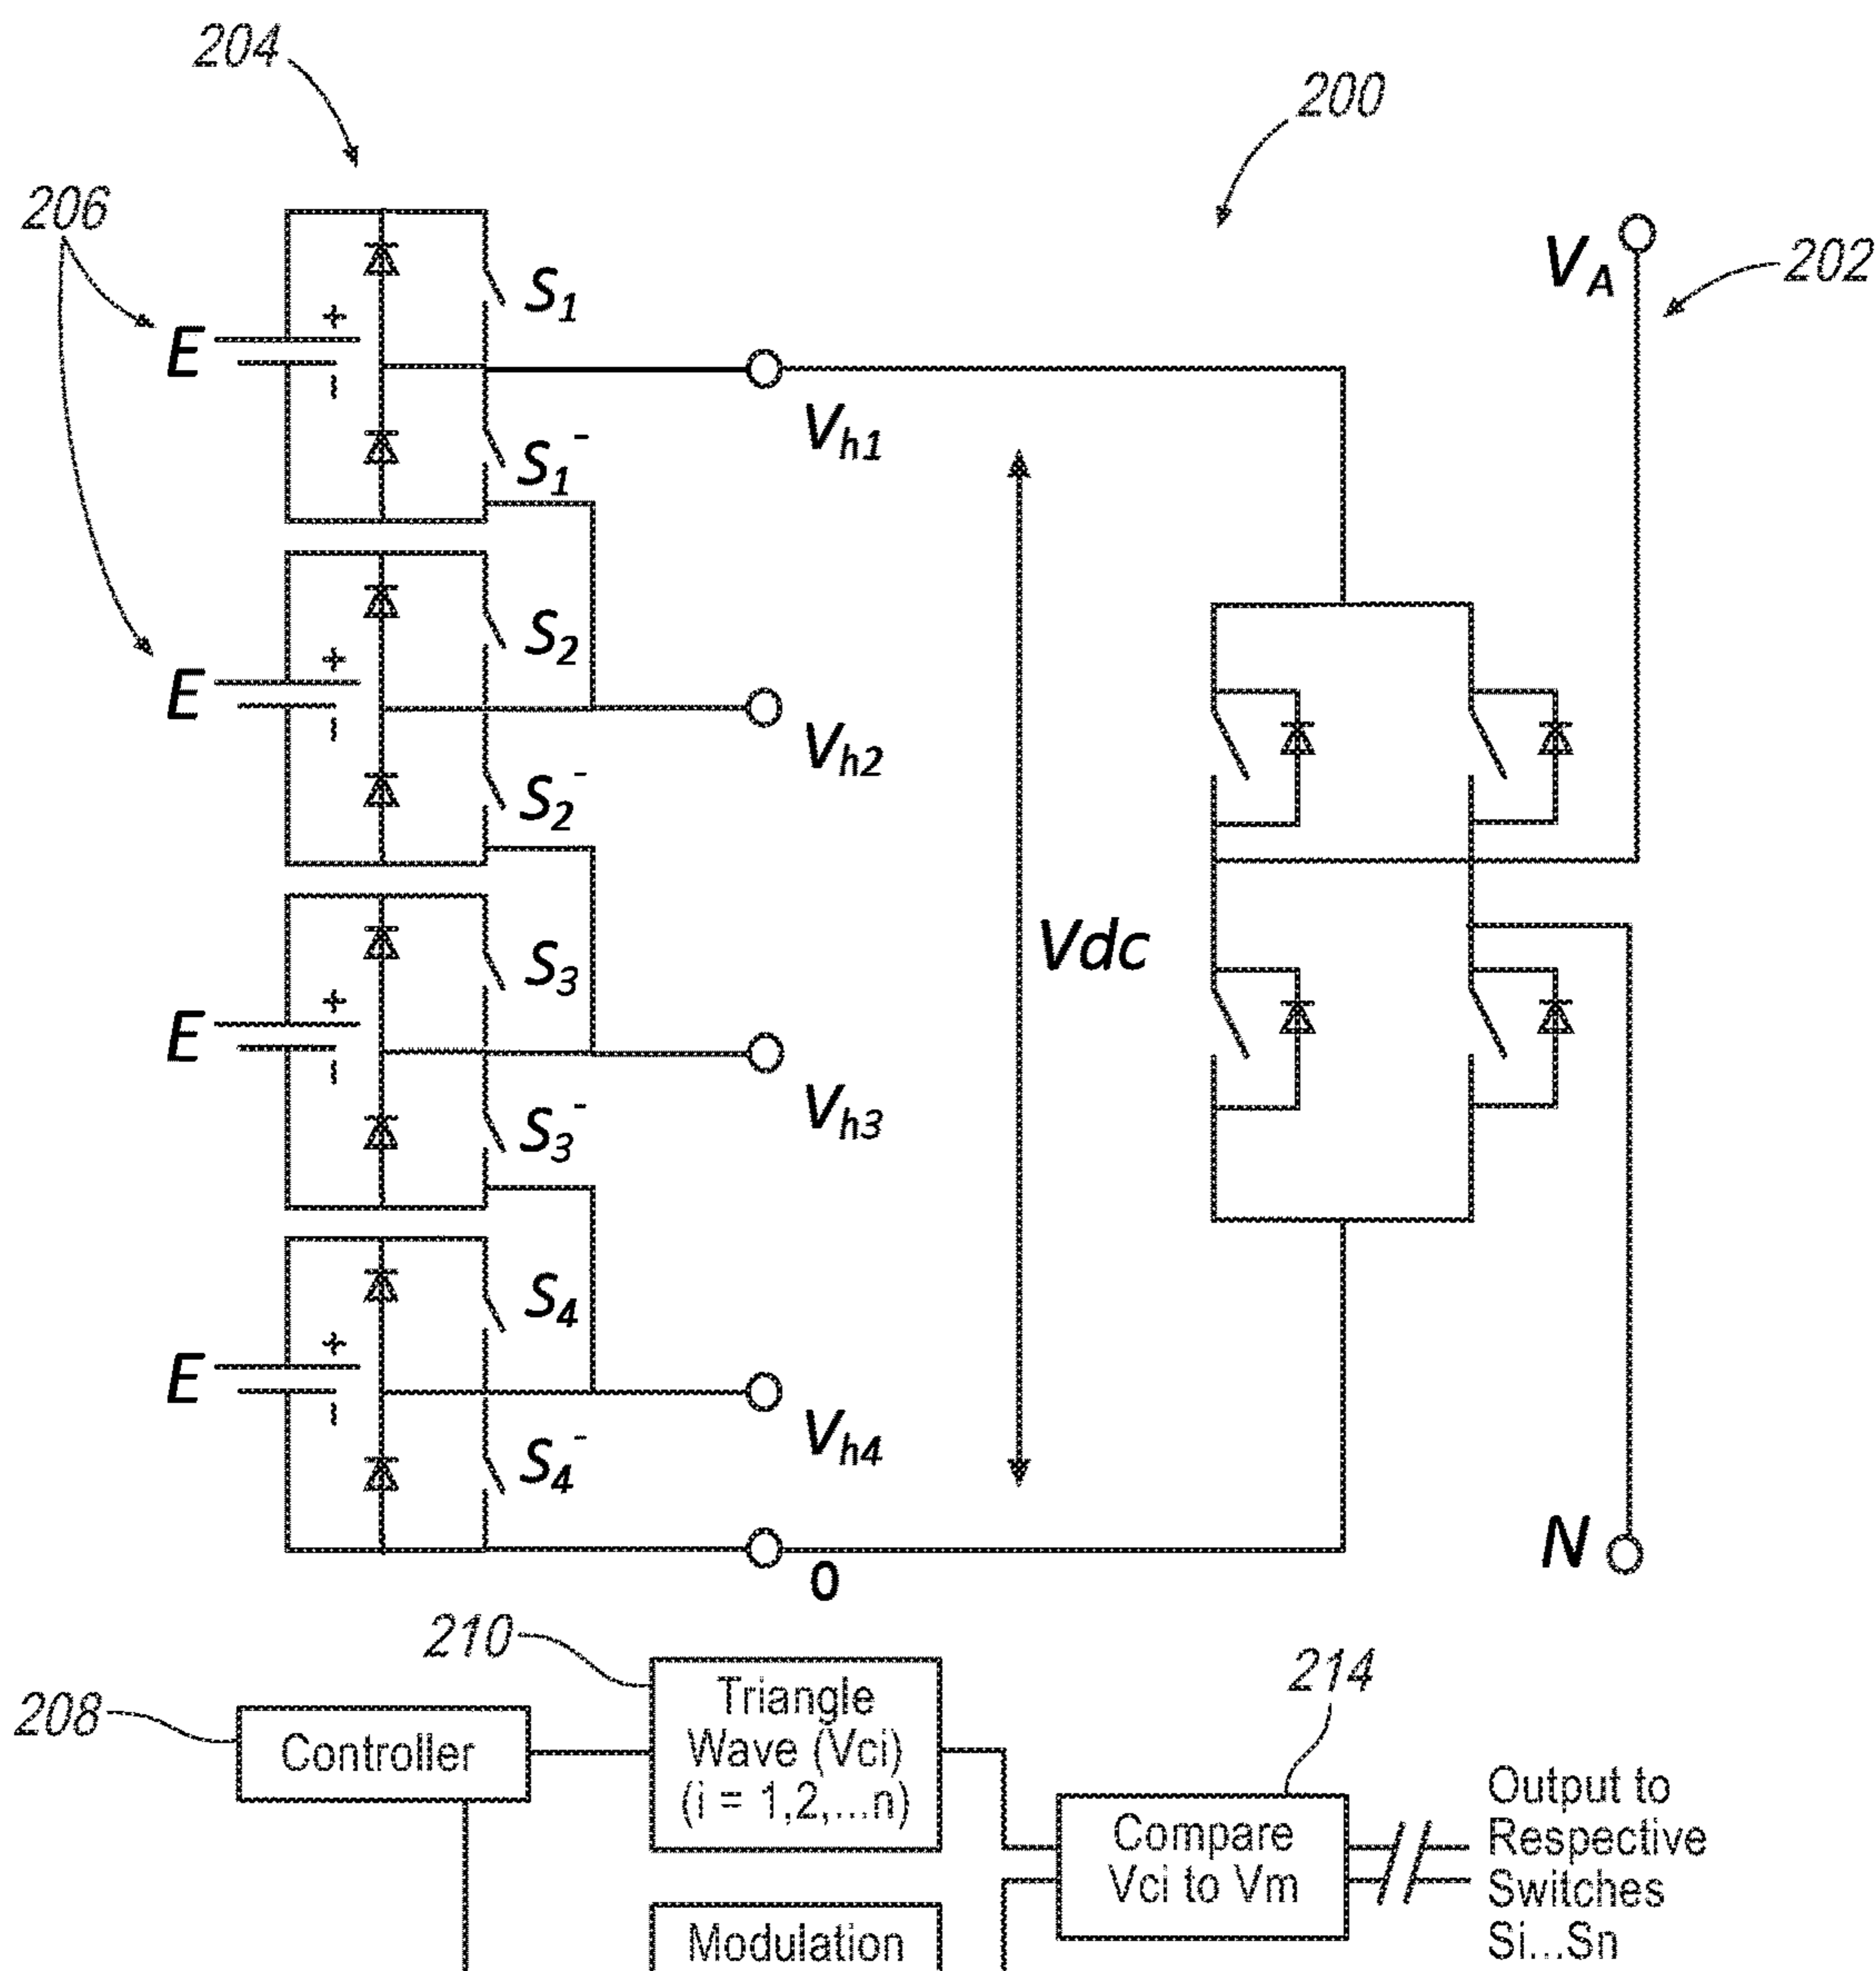 204
200
206
202
V_A
E
+
-
S_1
S_1^-
V_h1
E
+
-
S_2
S_2^-
V_h2
Vdc
E
+
-
S_3
S_3^-
V_h3
E
+
-
S_4
S_4^-
V_h4
0
N
208
Controller
210
Triangle
Wave (Vci)
(i = 1,2,...n)
214
Compare
Vci to Vm
Output to
Respective
Switches
Si...Sn
Modulation